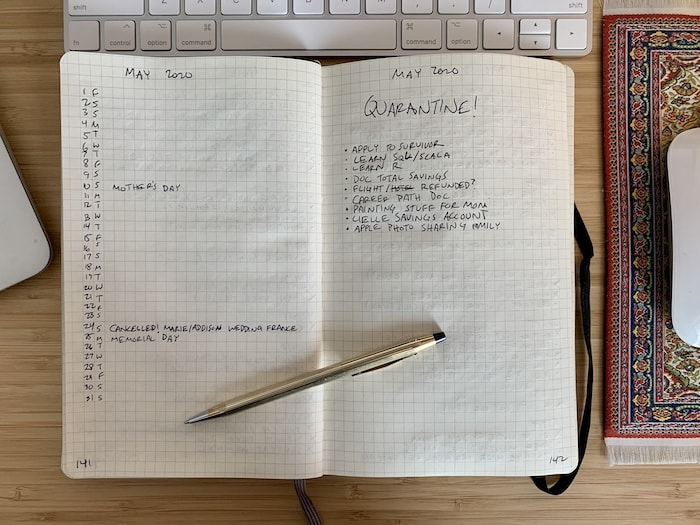 shift
shift
fn
control
option
command
command
option
MAY 2020
1 F
2 S
3 S
4 M
5 T
6 W
7 T
8 F
9 S
10 S MOTHER'S DAY
11 M
12 T
13 W
14 T
15 F
16 S
17 S
18 M
19 T
20 W
21 T
22 F
23 S
24 S CANCELLED! MARIE/ADDISON WEDDING FRANCE
25 M MEMORIAL DAY
26 T
27 W
28 T
29 F
30 S
31 S
141
MAY 2020
QUARANTINE!
• APPLY TO SURVIVOR
• LEARN SQL/SCALA
• LEARN R
• DOC TOTAL SAVINGS
• FLIGHT/HOTEL REFUNDED?
• CAREER PATH DOC
• PAINTING STUFF FOR MOM
• LIELLE SAVINGS ACCOUNT
• APPLE PHOTO SHARING FAMILY
142